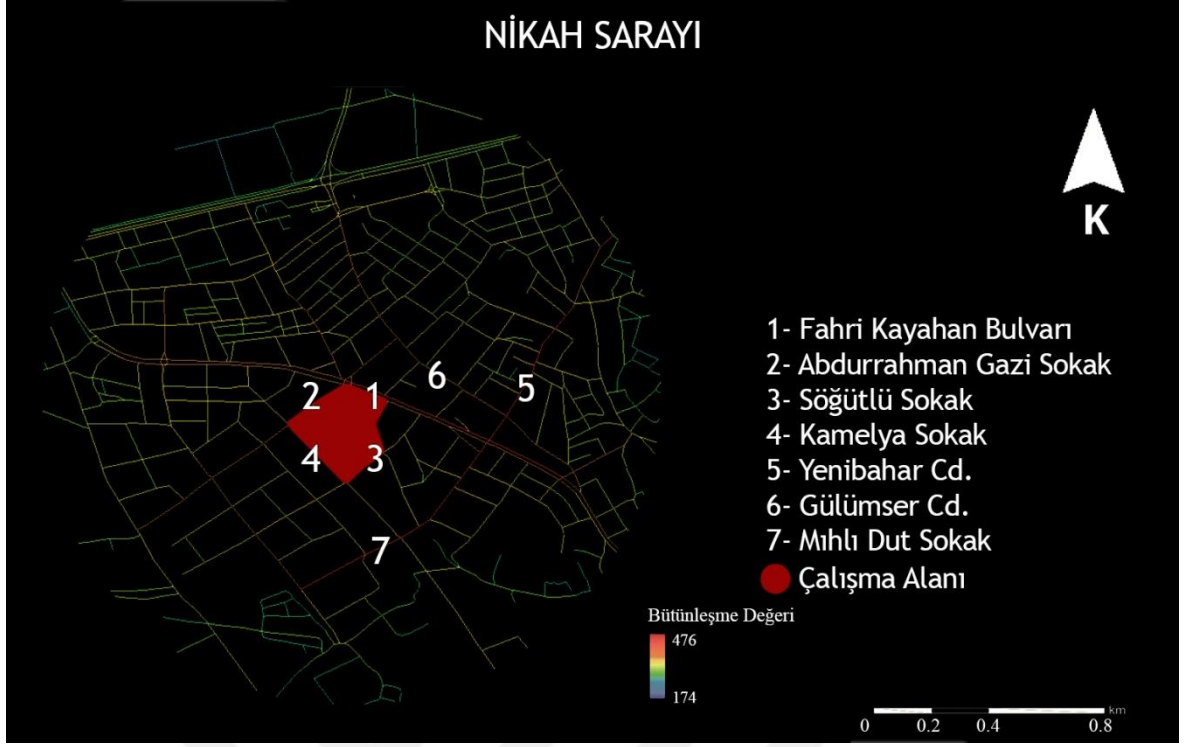 NİKAH SARAYI
K
2
1
6
5
4
3
7
1- Fahri Kayahan Bulvarı
2- Abdurrahman Gazi Sokak
3- Söğütlü Sokak
4- Kamelya Sokak
5- Yenibahar Cd.
6- Gülümser Cd.
7- Mıhlı Dut Sokak
Çalışma Alanı
Bütünleşme Değeri
476
174
km
0 0.2 0.4 0.8